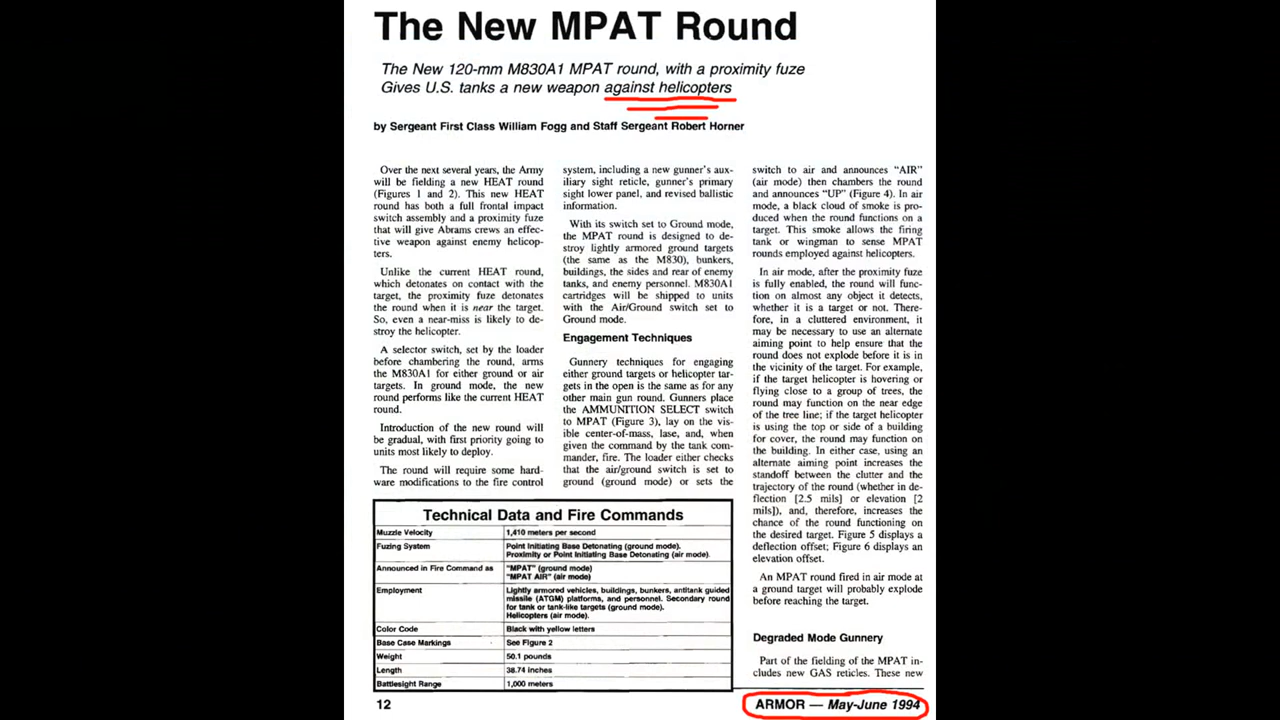 The New MPAT Round
The New 120-mm M830A1 MPAT round, with a proximity fuze
Gives U.S. tanks a new weapon against helicopters
by Sergeant First Class William Fogg and Staff Sergeant Robert Horner
Over the next several years, the Army
will be fielding a new HEAT round
(Figures 1 and 2). This new HEAT
round has both a full frontal impact
switch assembly and a proximity fuze
that will give Abrams crews an effec-
tive weapon against enemy helicop-
ters.
Unlike the current HEAT round,
which detonates on contact with the
target, the proximity fuze detonates
the round when it is near the target.
So, even a near-miss is likely to de-
stroy the helicopter.
A selector switch, set by the loader
before chambering the round, arms
the M830A1 for either ground or air
targets. In ground mode, the new
round performs like the current HEAT
round.
Introduction of the new round will
be gradual, with first priority going to
units most likely to deploy.
The round will require some hard-
ware modifications to the fire control
system, including a new gunner's aux-
iliary sight reticle, gunner's primary
sight lower panel, and revised ballistic
information.
With its switch set to Ground mode,
the MPAT round is designed to de-
stroy lightly armored ground targets
(the same as the M830), bunkers,
buildings, the sides and rear of enemy
tanks, and enemy personnel. M830A1
cartridges will be shipped to units
with the Air/Ground switch set to
Ground mode.
Engagement Techniques
Gunnery techniques for engaging
either ground targets or helicopter tar-
gets in the open is the same as for any
other main gun round. Gunners place
the AMMUNITION SELECT switch
to MPAT (Figure 3), lay on the vis-
ible center-of-mass, lase, and, when
given the command by the tank com-
mander, fire. The loader either checks
that the air/ground switch is set to
ground (ground mode) or sets the
switch to air and announces "AIR"
(air mode) then chambers the round
and announces "UP" (Figure 4). In air
mode, a black cloud of smoke is pro-
duced when the round functions on a
target. This smoke allows the firing
tank or wingman to sense MPAT
rounds employed against helicopters.
In air mode, after the proximity fuze
is fully enabled, the round will func-
tion on almost any object it detects,
whether it is a target or not. There-
fore, in a cluttered environment, it
may be necessary to use an alternate
aiming point to help ensure that the
round does not explode before it is in
the vicinity of the target. For example,
if the target helicopter is hovering or
flying close to a group of trees, the
round may function on the near edge
of the tree line; if the target helicopter
is using the top or side of a building
for cover, the round may function on
the building. In either case, using an
alternate aiming point increases the
standoff between the clutter and the
trajectory of the round (whether in de-
flection [2.5 mils] or elevation [2
mils]), and, therefore, increases the
chance of the round functioning on
the desired target. Figure 5 displays a
deflection offset; Figure 6 displays an
elevation offset.
An MPAT round fired in air mode at
a ground target will probably explode
before reaching the target.
Degraded Mode Gunnery
Part of the fielding of the MPAT in-
cludes new GAS reticles. These new
Technical Data and Fire Commands
Muzzle Velocity 1,410 meters per second
Fuzing System Point Initiating Base Detonating (ground mode).
Proximity or Point Initiating Base Detonating (air mode).
Announced in Fire Command as "MPAT" (ground mode)
"MPAT AIR" (air mode)
Employment Lightly armored vehicles, buildings, bunkers, antitank guided
missile (ATGM) platforms, and personnel. Secondary round
for tank or tank-like targets (ground mode).
Helicopters (air mode).
Color Code Black with yellow letters
Base Case Markings See Figure 2
Weight 50.1 pounds
Length 38.74 inches
Battlesight Range 1,000 meters
12
ARMOR — May-June 1994